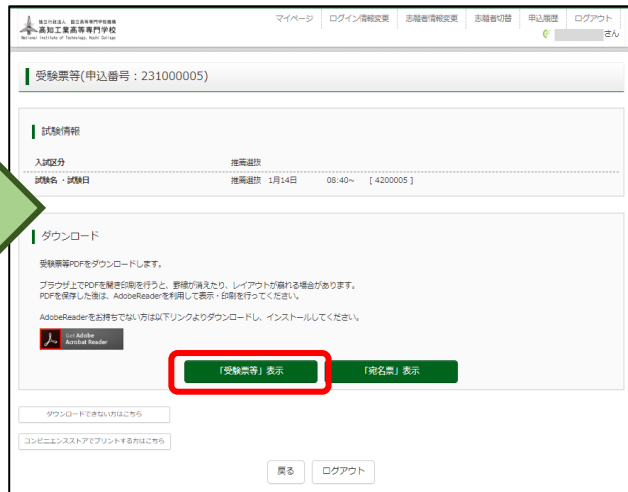 独立行政法人 国立高等専門学校機構
高知工業高等専門学校
National Institute of Technology, Kochi College
マイページ
ログイン情報変更
志願者情報変更
志願者切替
申込履歴
ログアウト
さん
受験票等(申込番号：231000005)
試験情報
入試区分 推薦選抜
試験名・試験日 推薦選抜 1月14日 08:40~ [ 4200005 ]
ダウンロード
受験票等PDFをダウンロードします。
ブラウザ上でPDFを開き印刷を行うと、罫線が消えたり、レイアウトが崩れる場合があります。
PDFを保存した後は、AdobeReaderを利用して表示・印刷を行ってください。
AdobeReaderをお持ちでない方は以下リンクよりダウンロードし、インストールしてください。
Get Adobe
Acrobat Reader
「受験票等」表示
「宛名票」表示
ダウンロードできない方はこちら
コンビニエンスストアでプリントする方はこちら
戻る
ログアウト